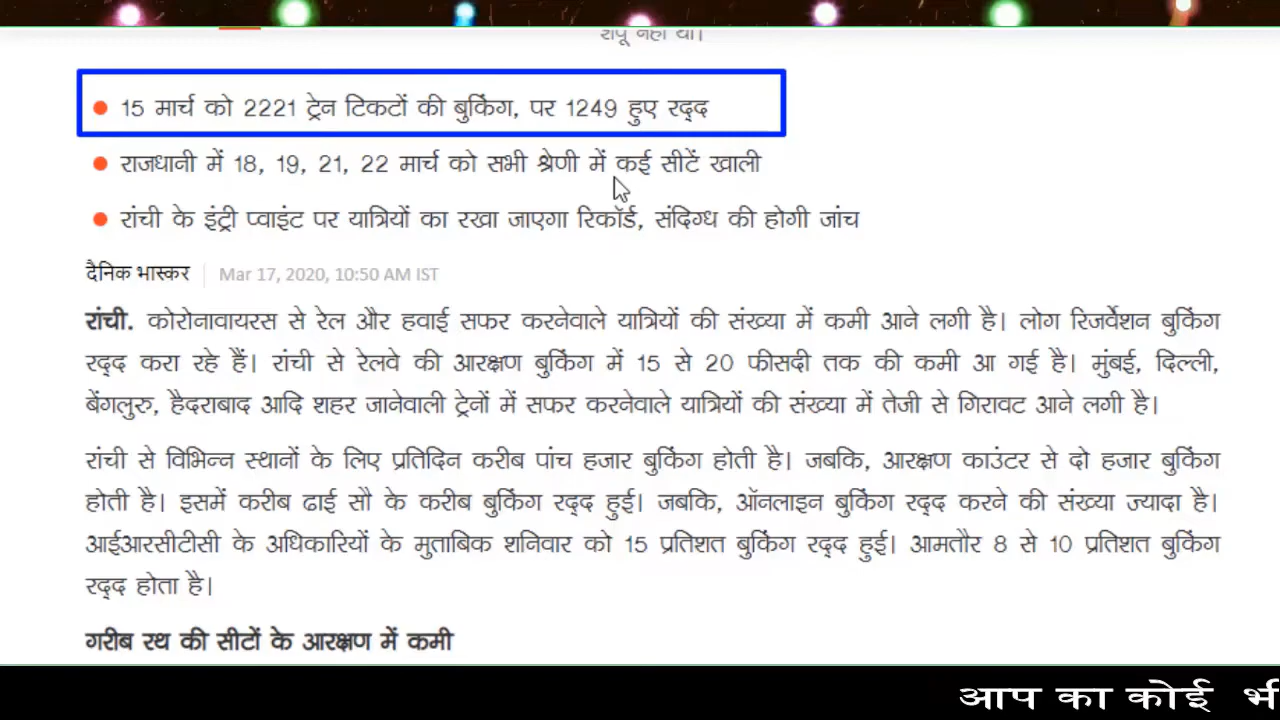 15 मार्च को 2221 ट्रेन टिकटों की बुकिंग, पर 1249 हुए रद्द
राजधानी में 18, 19, 21, 22 मार्च को सभी श्रेणी में कई सीटें खाली
रांची के इंट्री प्वाइंट पर यात्रियों का रखा जाएगा रिकॉर्ड, संदिग्ध की होगी जांच
दैनिक भास्कर Mar 17, 2020, 10:50 AM IST
रांची. कोरोनावायरस से रेल और हवाई सफर करनेवाले यात्रियों की संख्या में कमी आने लगी है। लोग रिजर्वेशन बुकिंग
रद्द करा रहे हैं। रांची से रेलवे की आरक्षण बुकिंग में 15 से 20 फीसदी तक की कमी आ गई है। मुंबई, दिल्ली,
बेंगलुरु, हैदराबाद आदि शहर जानेवाली ट्रेनों में सफर करनेवाले यात्रियों की संख्या में तेजी से गिरावट आने लगी है।
रांची से विभिन्न स्थानों के लिए प्रतिदिन करीब पांच हजार बुकिंग होती है। जबकि, आरक्षण काउंटर से दो हजार बुकिंग
होती है। इसमें करीब ढाई सौ के करीब बुकिंग रद्द हुई। जबकि, ऑनलाइन बुकिंग रद्द करने की संख्या ज्यादा है।
आईआरसीटीसी के अधिकारियों के मुताबिक शनिवार को 15 प्रतिशत बुकिंग रद्द हुई। आमतौर 8 से 10 प्रतिशत बुकिंग
रद्द होता है।
गरीब रथ की सीटों के आरक्षण में कमी
आप का कोई भ